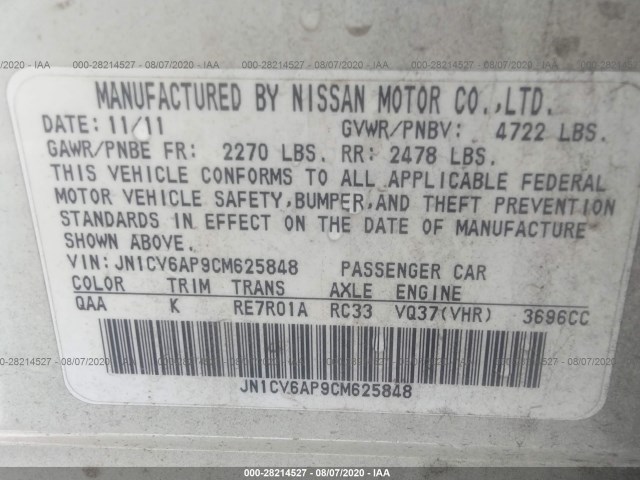 000-28214527 - 08/07/2020 - IAA
MANUFACTURED BY NISSAN MOTOR CO.,LTD.
DATE: 11/11 GVWR/PNBV: 4722 LBS.
GAWR/PNBE FR: 2270 LBS. RR: 2478 LBS.
THIS VEHICLE CONFORMS TO ALL APPLICABLE FEDERAL
MOTOR VEHICLE SAFETY,BUMPER,AND THEFT PREVENTION
STANDARDS IN EFFECT ON THE DATE OF MANUFACTURE
SHOWN ABOVE.
VIN:JN1CV6AP9CM625848 PASSENGER CAR
COLOR TRIM TRANS AXLE ENGINE
QAA K RE7R01A RC33 VQ37(VHR) 3696CC
JN1CV6AP9CM625848
000-28214527 - 08/07/2020 - IAA